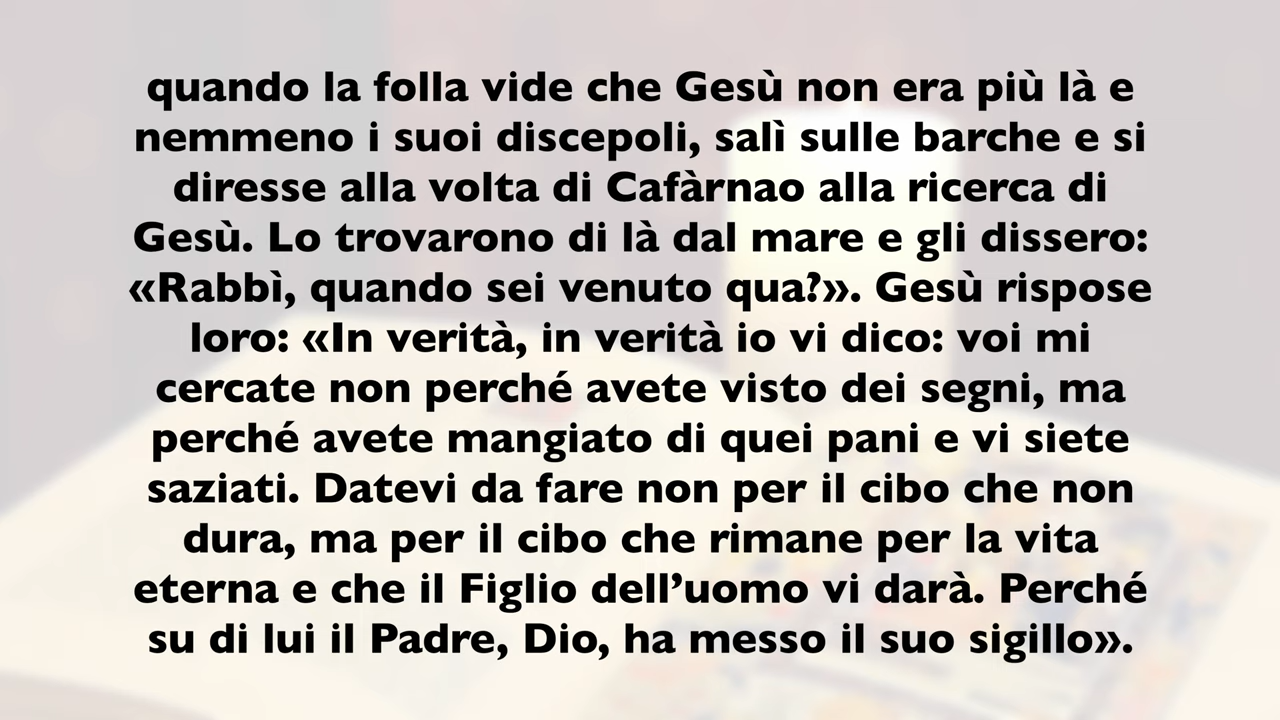 quando la folla vide che Gesù non era più là e
nemmeno i suoi discepoli, salì sulle barche e si
diresse alla volta di Cafàrnao alla ricerca di
Gesù. Lo trovarono di là dal mare e gli dissero:
«Rabbì, quando sei venuto qua?». Gesù rispose
loro: «In verità, in verità io vi dico: voi mi
cercate non perché avete visto dei segni, ma
perché avete mangiato di quei pani e vi siete
saziati. Datevi da fare non per il cibo che non
dura, ma per il cibo che rimane per la vita
eterna e che il Figlio dell’uomo vi darà. Perché
su di lui il Padre, Dio, ha messo il suo sigillo».